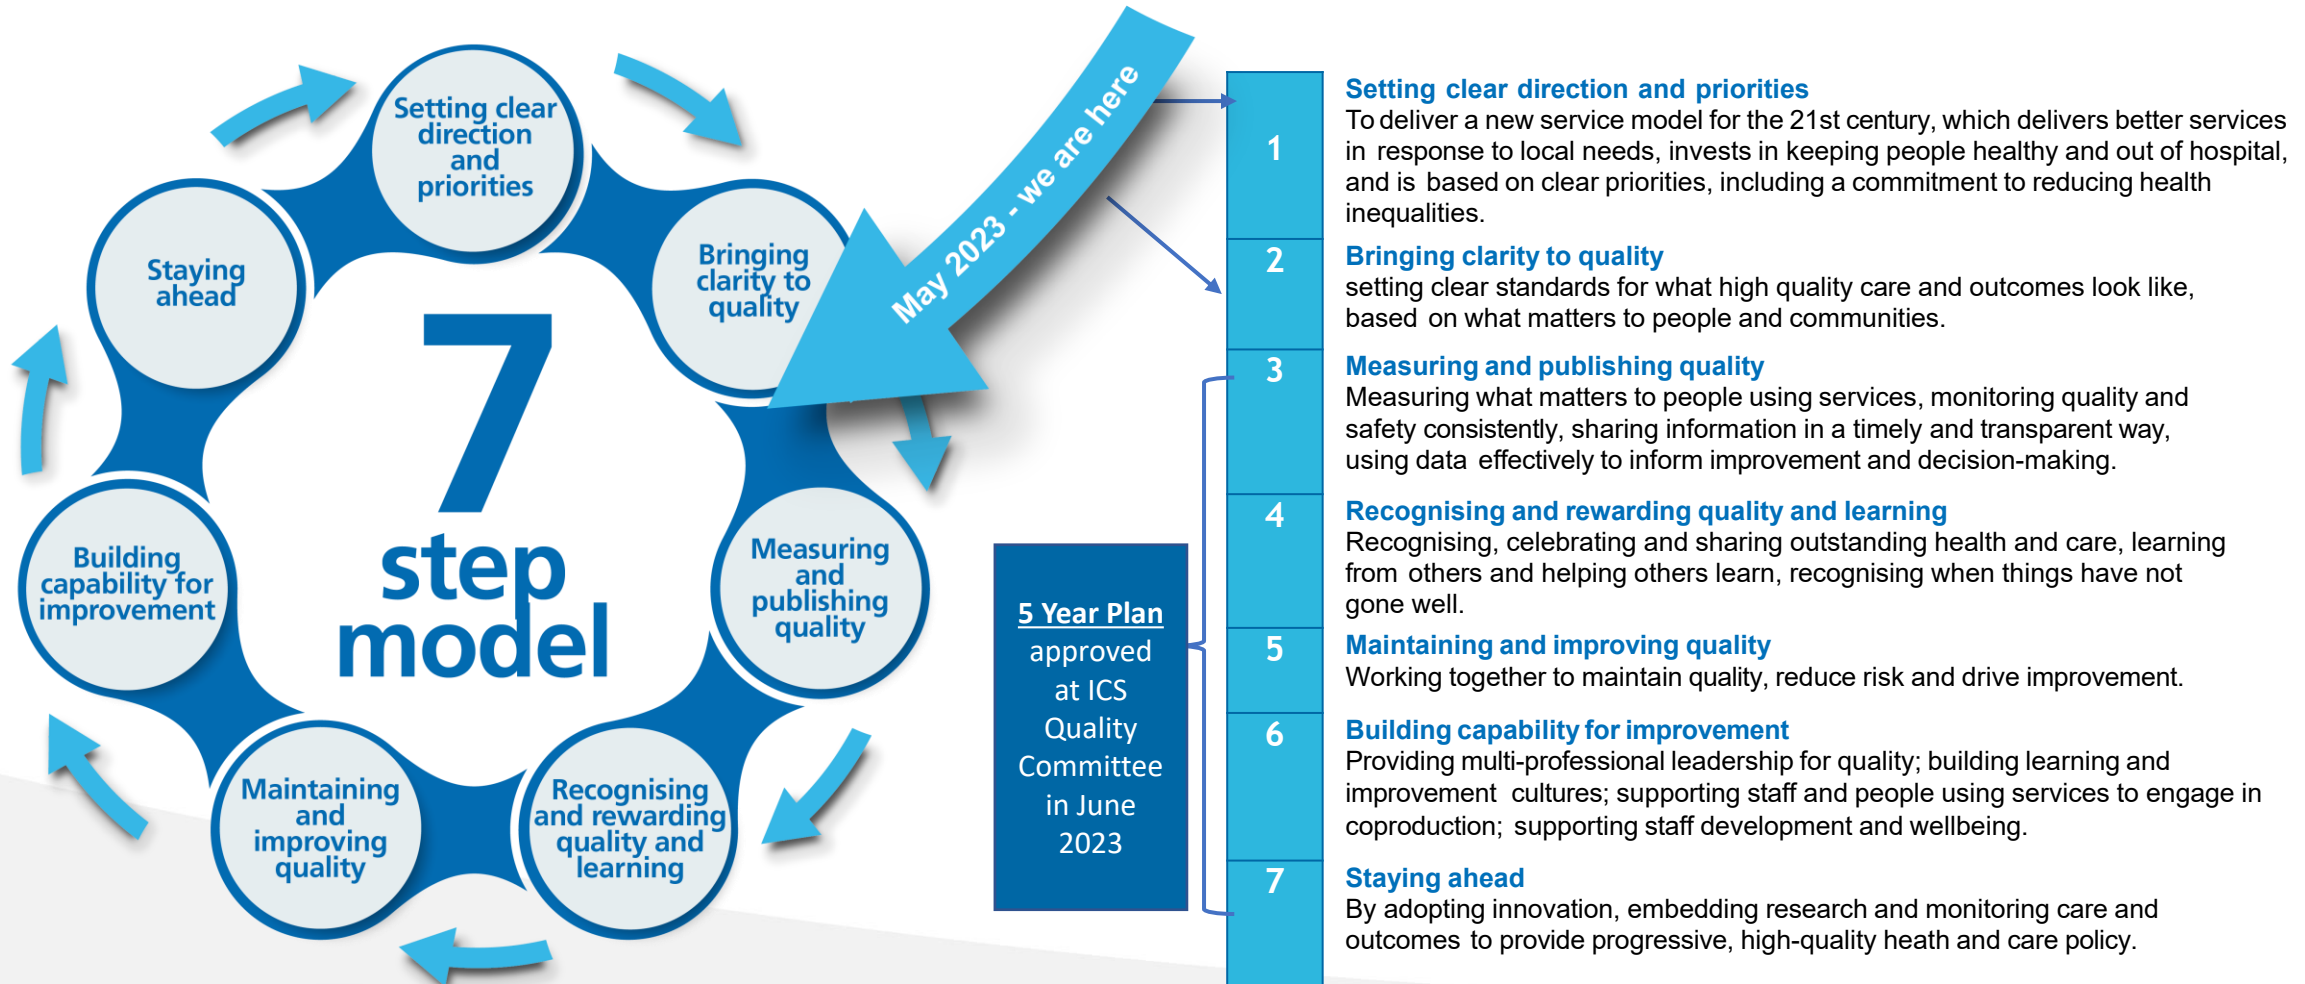 Setting clear
direction
and
priorities
Bringing
clarity to
quality
Measuring
and
publishing
quality
Recognising
and rewarding
quality and
learning
Maintaining
and
improving
quality
Building
capability for
improvement
Staying
ahead
7
step
model
May 2023 - we are here
5 Year Plan
approved
at ICS
Quality
Committee
in June
2023
1
Setting clear direction and priorities
To deliver a new service model for the 21st century, which delivers better services
in response to local needs, invests in keeping people healthy and out of hospital,
and is based on clear priorities, including a commitment to reducing health
inequalities.
2
Bringing clarity to quality
setting clear standards for what high quality care and outcomes look like,
based on what matters to people and communities.
3
Measuring and publishing quality
Measuring what matters to people using services, monitoring quality and
safety consistently, sharing information in a timely and transparent way,
using data effectively to inform improvement and decision-making.
4
Recognising and rewarding quality and learning
Recognising, celebrating and sharing outstanding health and care, learning
from others and helping others learn, recognising when things have not
gone well.
5
Maintaining and improving quality
Working together to maintain quality, reduce risk and drive improvement.
6
Building capability for improvement
Providing multi-professional leadership for quality; building learning and
improvement cultures; supporting staff and people using services to engage in
coproduction; supporting staff development and wellbeing.
7
Staying ahead
By adopting innovation, embedding research and monitoring care and
outcomes to provide progressive, high-quality heath and care policy.